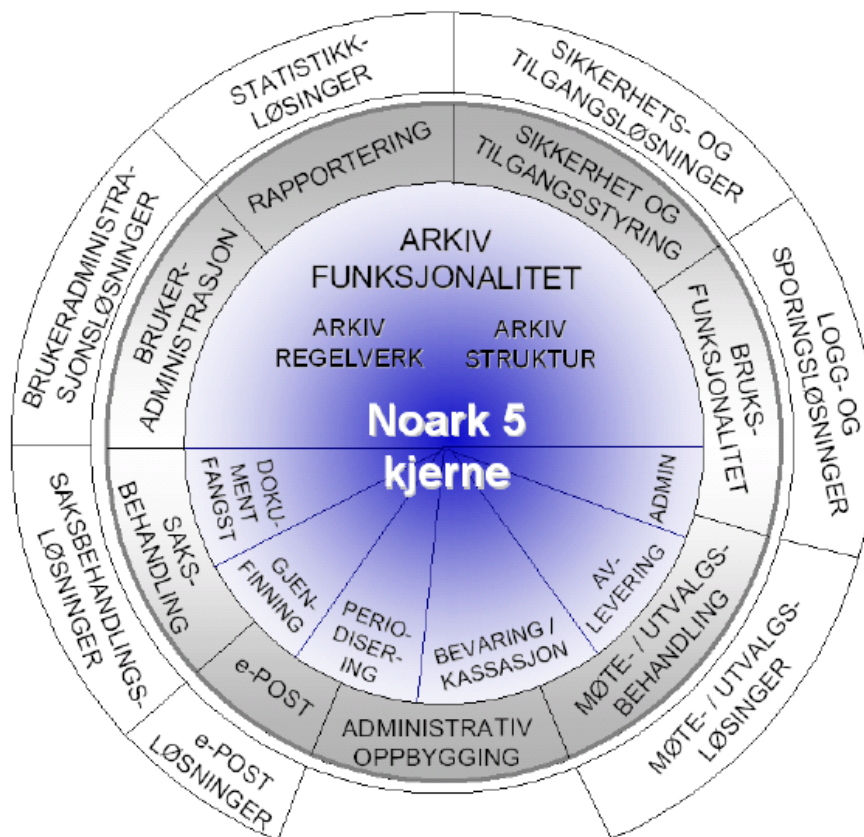 STATISTIKK-
LØSINGER
SIKKERHETS- OG
TILGANGSLØSNINGER
BRUKERADMINISTRA-
SJONSLØSNINGER
LOGG- OG
SPORINGSLØSNINGER
SAKSBEHANDLINGS-
LØSNINGER
e-POST
LØSNINGER
MØTE- / UTVALGS-
LØSINGER
RAPPORTERING
SIKKERHET OG
TILGANGSSTYRING
BRUKER-
ADMINISTRASJON
BRUKS-
FUNKSJONALITET
SAKS-
BEHANDLING
e-POST
ADMINISTRATIV
OPPBYGGING
MØTE- / UTVALGS-
BEHANDLING
ARKIV
FUNKSJONALITET
ARKIV
REGELVERK
ARKIV
STRUKTUR
Noark 5
kjerne
DOKU-
MENT
FANGST
GJEN-
FINNING
PERIO-
DISER-
ING
BEVARING /
KASSASJON
AV-
LEVERING
ADMIN